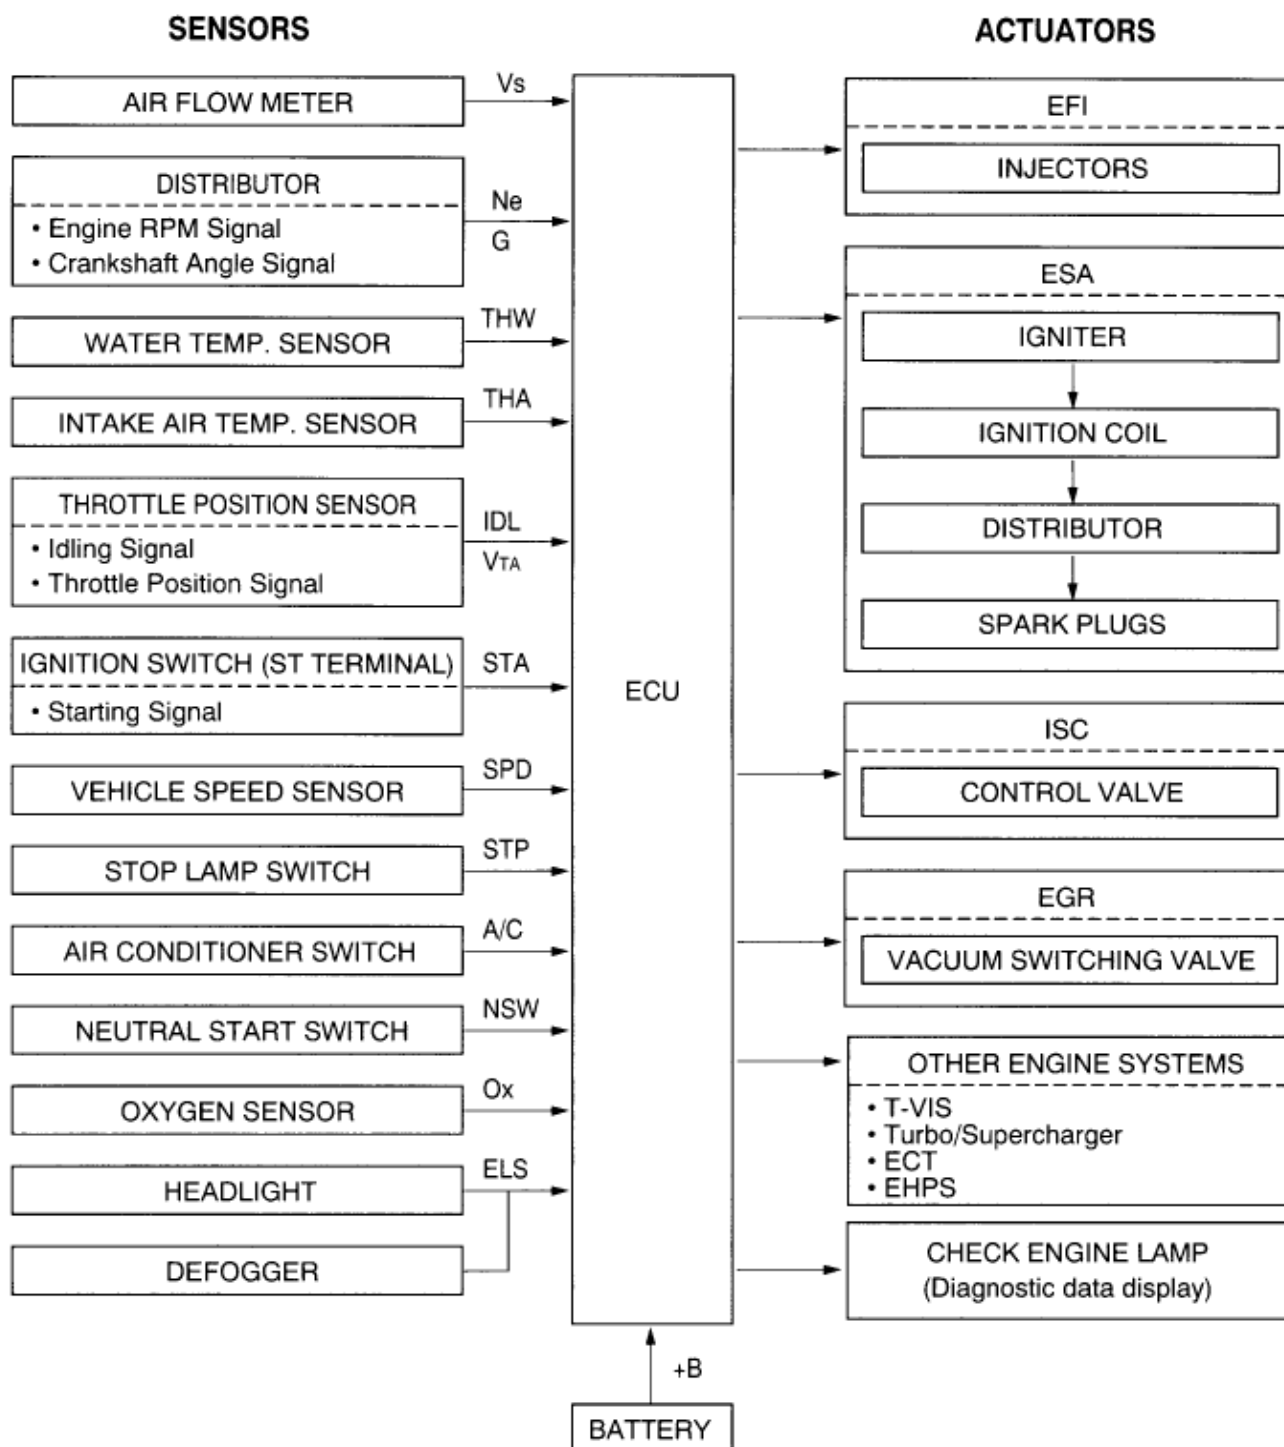 SENSORS
ACTUATORS
AIR FLOW METER
Vs
DISTRIBUTOR
• Engine RPM Signal
• Crankshaft Angle Signal
Ne
G
WATER TEMP. SENSOR
THW
INTAKE AIR TEMP. SENSOR
THA
THROTTLE POSITION SENSOR
• Idling Signal
• Throttle Position Signal
IDL
VTA
IGNITION SWITCH (ST TERMINAL)
• Starting Signal
STA
VEHICLE SPEED SENSOR
SPD
STOP LAMP SWITCH
STP
AIR CONDITIONER SWITCH
A/C
NEUTRAL START SWITCH
NSW
OXYGEN SENSOR
Ox
HEADLIGHT
ELS
DEFOGGER
ECU
+B
BATTERY
EFI
INJECTORS
ESA
IGNITER
IGNITION COIL
DISTRIBUTOR
SPARK PLUGS
ISC
CONTROL VALVE
EGR
VACUUM SWITCHING VALVE
OTHER ENGINE SYSTEMS
• T-VIS
• Turbo/Supercharger
• ECT
• EHPS
CHECK ENGINE LAMP
(Diagnostic data display)